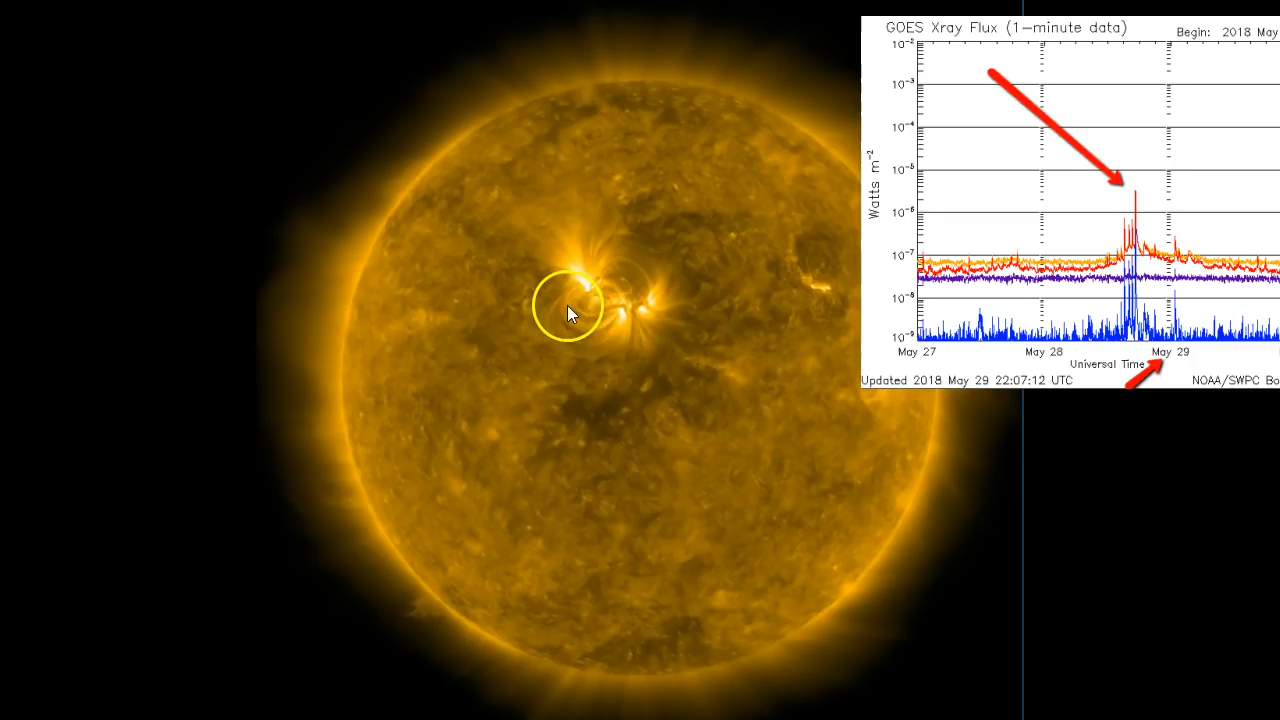 GOES Xray Flux (1-minute data)
Begin: 2018 May
10⁻²
10⁻³
10⁻⁴
10⁻⁵
10⁻⁶
10⁻⁷
10⁻⁸
10⁻⁹
Watts m⁻²
May 27 May 28 May 29
Universal Time
Updated 2018 May 29 22:07:12 UTC
NOAA/SWPC Bo